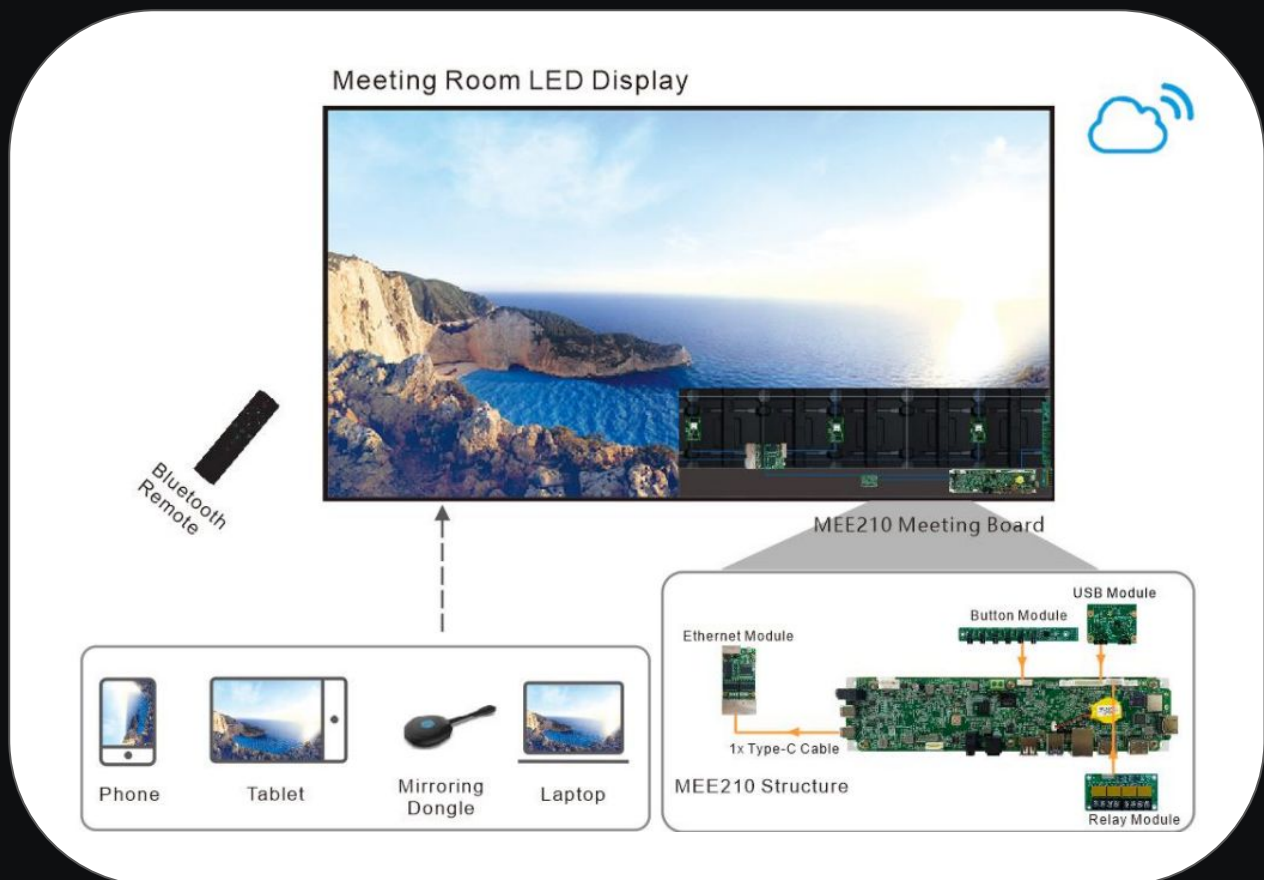 Meeting Room LED Display
Bluetooth
Remote
MEE210 Meeting Board
Phone
Tablet
Mirroring
Dongle
Laptop
USB Module
Button Module
Ethernet Module
1x Type-C Cable
MEE210 Structure
Relay Module